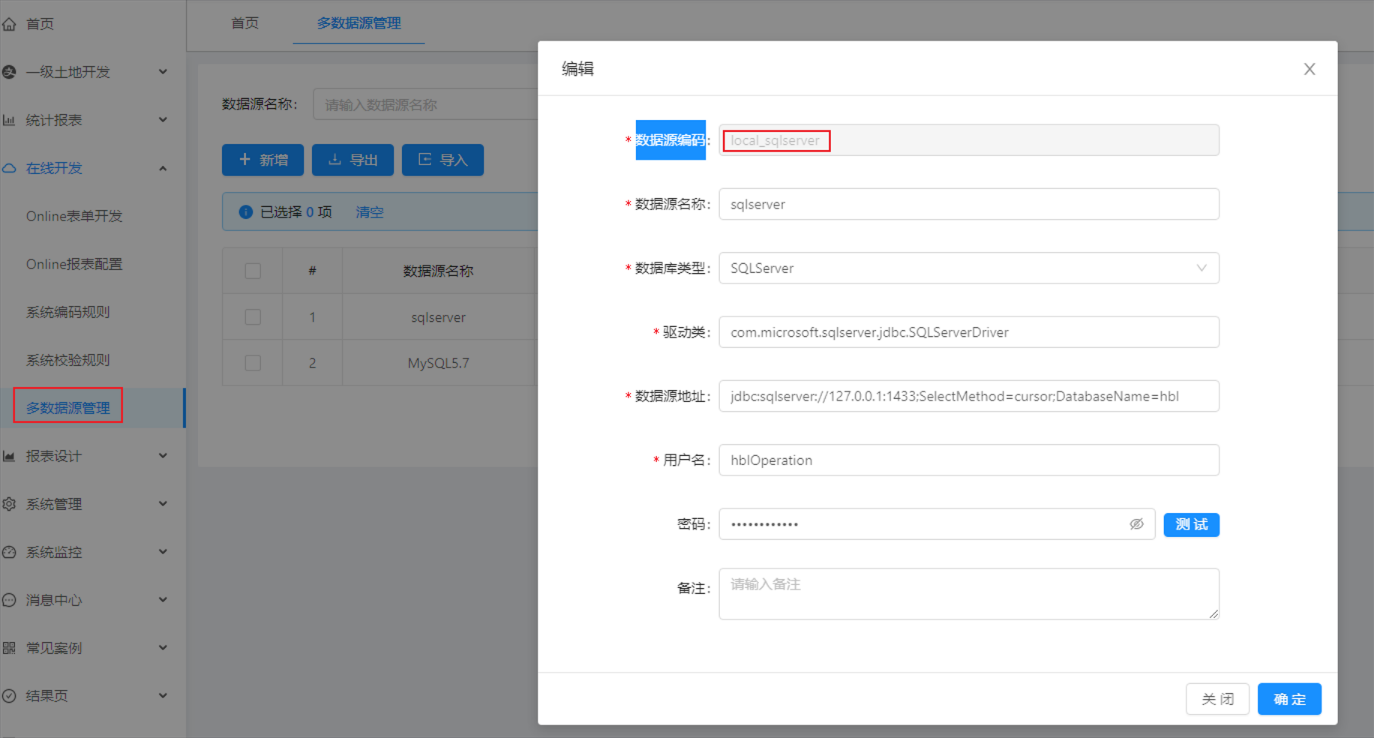 首页
一级土地开发
统计报表
在线开发
Online表单开发
Online报表配置
系统编码规则
系统校验规则
多数据源管理
报表设计
系统管理
系统监控
消息中心
常见案例
结果页
首页 多数据源管理
数据源名称: 请输入数据源名称
新增 导出 导入
已选择 0 项 清空
# 数据源名称
1 sqlserver
2 MySQL5.7
编辑
* 数据源编码: local_sqlserver
* 数据源名称: sqlserver
* 数据库类型: SQLServer
* 驱动类: com.microsoft.sqlserver.jdbc.SQLServerDriver
* 数据源地址: jdbc:sqlserver://127.0.0.1:1433;SelectMethod=cursor;DatabaseName=hbl
* 用户名: hblOperation
密码: •••••••••••• 测 试
备注: 请输入备注
关 闭 确 定